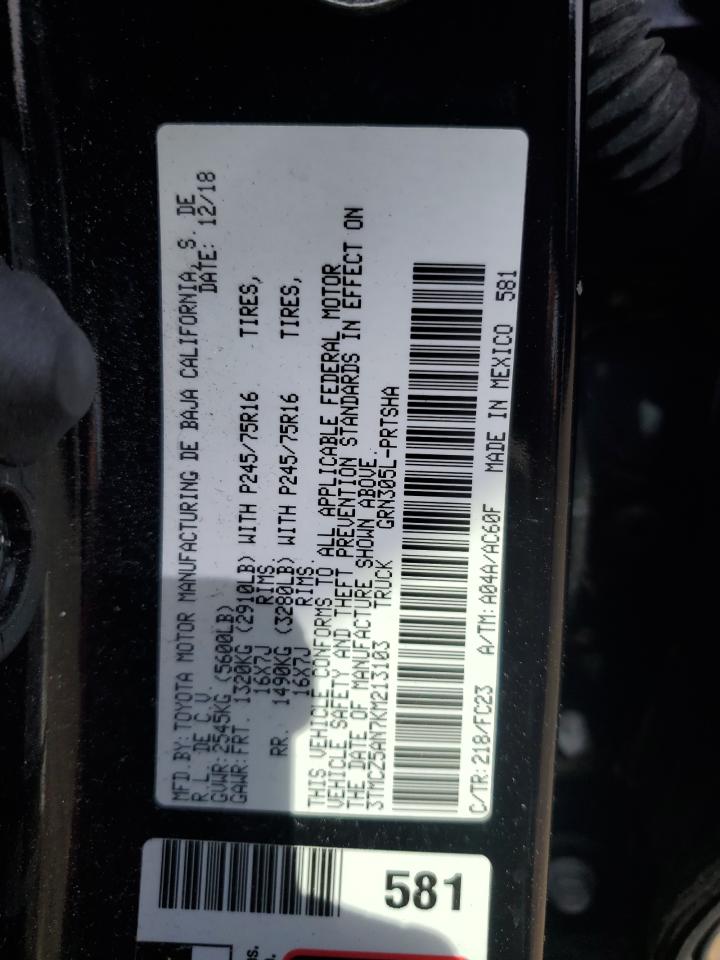 MFD.BY:TOYOTA MOTOR MANUFACTURING DE BAJA CALIFORNIA, S. DE
R.L. DE C.V. DATE: 12/18
GVWR:2545KG (5600LB)
GAWR:FRT. 1320KG (2910LB) WITH P245/75R16 TIRES,
16X7J RIMS.
RR. 1490KG (3280LB) WITH P245/75R16 TIRES,
16X7J RIMS.
THIS VEHICLE CONFORMS TO ALL APPLICABLE FEDERAL MOTOR
VEHICLE SAFETY AND THEFT PREVENTION STANDARDS IN EFFECT ON
THE DATE OF MANUFACTURE SHOWN ABOVE.
3TMCZ5AN7KM213103 TRUCK GRN305L-PRTSHA
C/TR:218/FC23 A/TM:A04A/AC60F MADE IN MEXICO 581
581